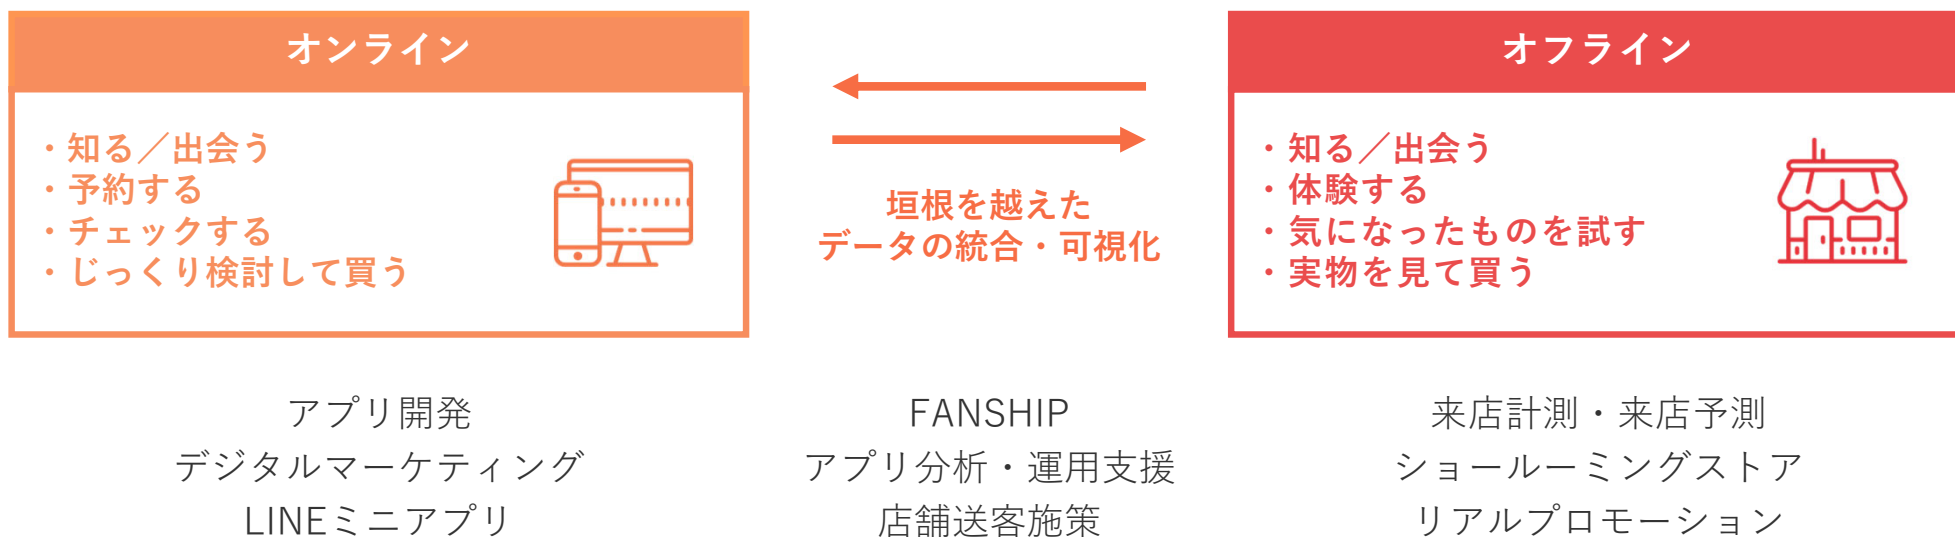 オンライン
・知る／出会う
・予約する
・チェックする
・じっくり検討して買う
垣根を越えた
データの統合・可視化
オフライン
・知る／出会う
・体験する
・気になったものを試す
・実物を見て買う
アプリ開発
デジタルマーケティング
LINEミニアプリ
FANSHIP
アプリ分析・運用支援
店舗送客施策
来店計測・来店予測
ショールーミングストア
リアルプロモーション